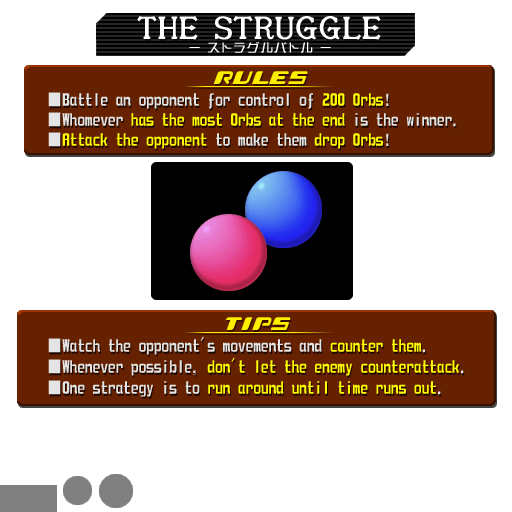 THE STRUGGLE
— ストラグルバトル —
RULES
■Battle an opponent for control of 200 Orbs!
■Whomever has the most Orbs at the end is the winner.
■Attack the opponent to make them drop Orbs!
TIPS
■Watch the opponent's movements and counter them.
■Whenever possible, don't let the enemy counterattack.
■One strategy is to run around until time runs out.